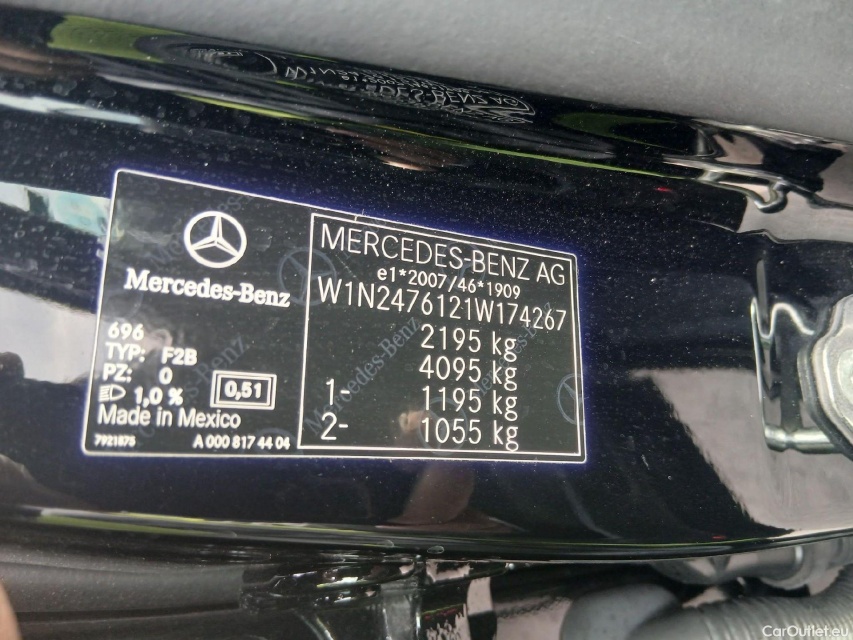 Mercedes-Benz
696
TYP: F2B
PZ: 0
1,0 %
0,51
Made in Mexico
7921875
A 000 817 44 04
MERCEDES-BENZ AG
e1*2007/46*1909
W1N2476121W174267
2195 kg
4095 kg
1- 1195 kg
2- 1055 kg
CarOutlet.eu